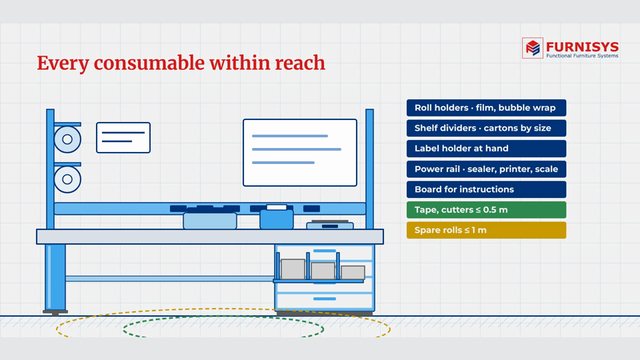 FURNISYS
Functional Furniture Systems
Every consumable within reach
Roll holders · film, bubble wrap
Shelf dividers · cartons by size
Label holder at hand
Power rail · sealer, printer, scale
Board for instructions
Tape, cutters ≤ 0.5 m
Spare rolls ≤ 1 m